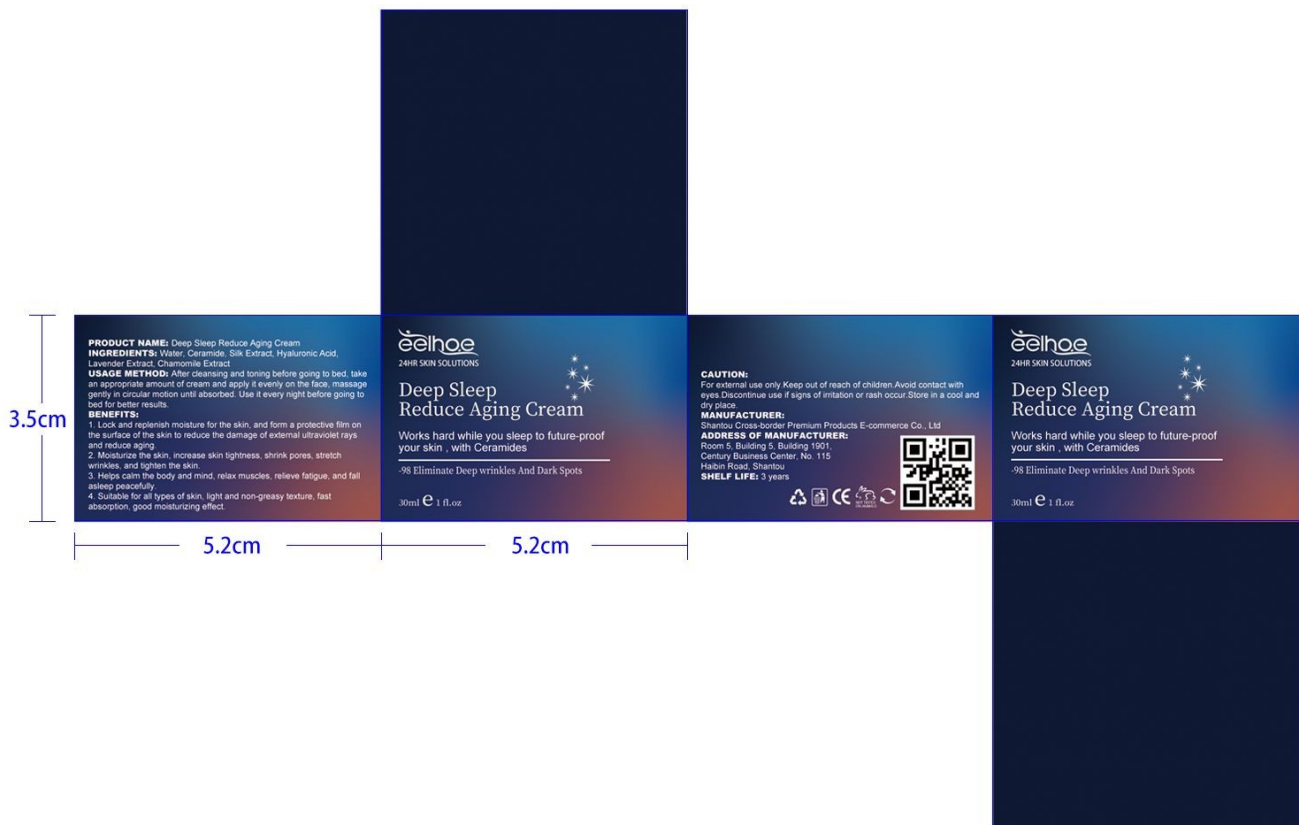 PRODUCT NAME: Deep Sleep Reduce Aging Cream
INGREDIENTS: Water, Ceramide, Silk Extract, Hyaluronic Acid,
Lavender Extract, Chamomile Extract
USAGE METHOD: After cleansing and toning before going to bed, take
an appropriate amount of cream and apply it evenly on the face, massage
gently in circular motion until absorbed. Use it every night before going to
bed for better results.
BENEFITS:
1. Lock and replenish moisture for the skin, and form a protective film on
the surface of the skin to reduce the damage of external ultraviolet rays
and reduce aging.
2. Moisturize the skin, increase skin tightness, shrink pores, stretch
wrinkles, and tighten the skin.
3. Helps calm the body and mind, relax muscles, relieve fatigue, and fall
asleep peacefully.
4. Suitable for all types of skin, light and non-greasy texture, fast
absorption, good moisturizing effect.
eelhoe
24HR SKIN SOLUTIONS
Deep Sleep
Reduce Aging Cream
Works hard while you sleep to future-proof
your skin , with Ceramides
-98 Eliminate Deep wrinkles And Dark Spots
30ml e 1 fl.oz
CAUTION:
For external use only.Keep out of reach of children.Avoid contact with
eyes.Discontinue use if signs of irritation or rash occur.Store in a cool and
dry place.
MANUFACTURER:
Shantou Cross-border Premium Products E-commerce Co., Ltd
ADDRESS OF MANUFACTURER:
Room 5, Building 5, Building 1901,
Century Business Center, No. 115
Haibin Road, Shantou
SHELF LIFE: 3 years
CE
eelhoe
24HR SKIN SOLUTIONS
Deep Sleep
Reduce Aging Cream
Works hard while you sleep to future-proof
your skin , with Ceramides
-98 Eliminate Deep wrinkles And Dark Spots
30ml e 1 fl.oz
3.5cm
5.2cm
5.2cm